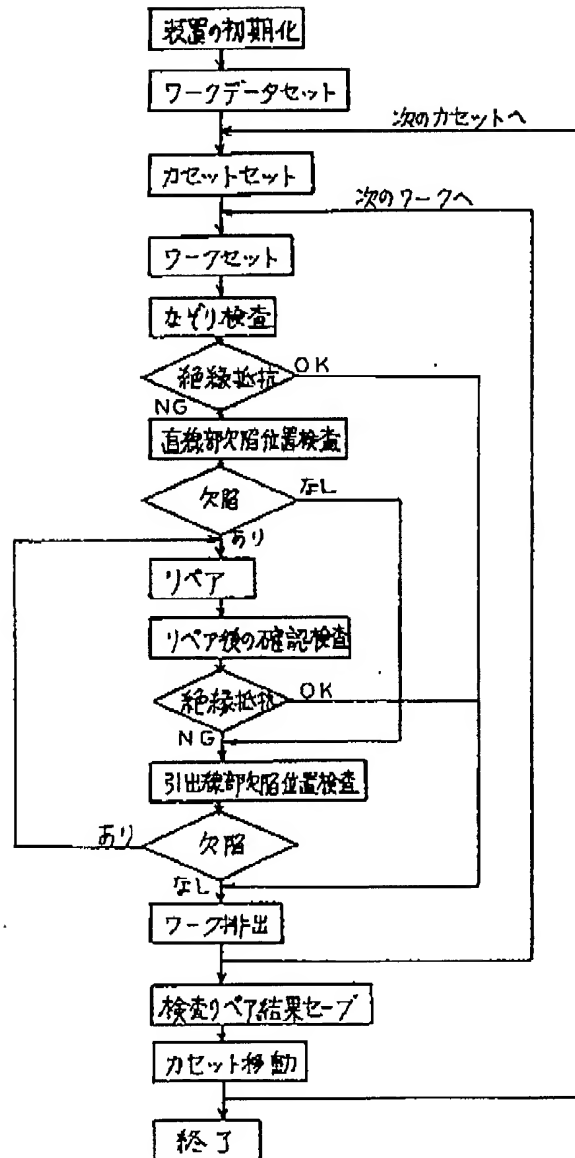 装置の初期化
ワークデータセット
次のカセットへ
カセットセット
次のワークへ
ワークセット
なぞり検査
絶縁抵抗
OK
NG
直線部欠陥位置検査
欠陥
なし
あり
リペア
リペア後の確認検査
絶縁抵抗
OK
NG
引出線部欠陥位置検査
あり
欠陥
なし
ワーク排出
検査リペア結果セーブ
カセット移動
終了